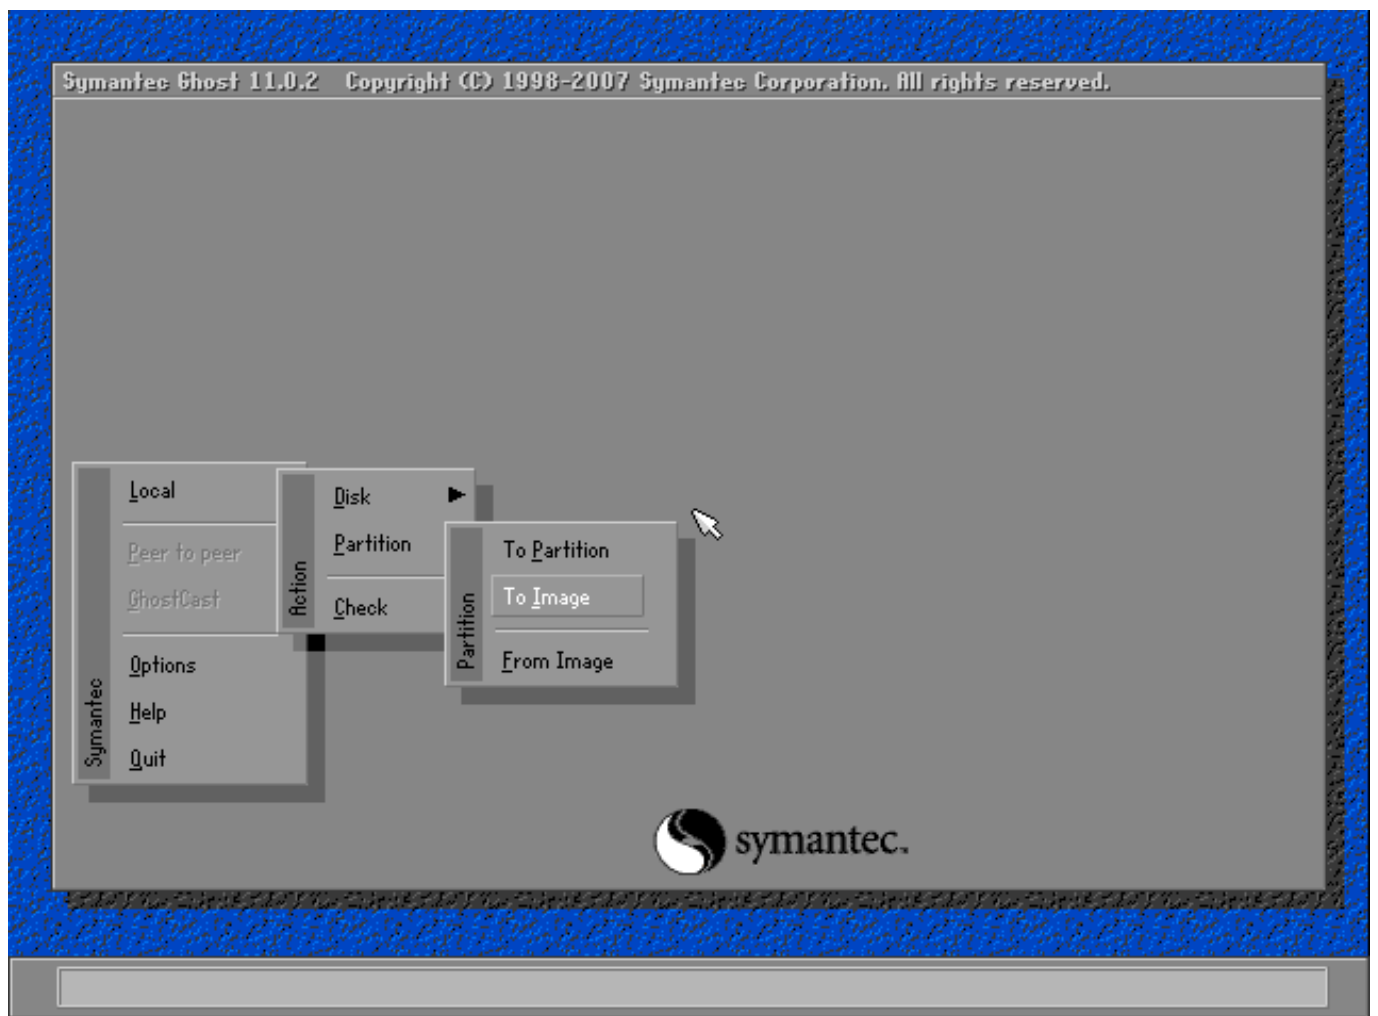 Symantec Ghost 11.0.2 Copyright (C) 1998-2007 Symantec Corporation. All rights reserved.
Symantec
Local
Peer to peer
GhostCast
Options
Help
Quit
Action
Disk
Partition
Check
Partition
To Partition
To Image
From Image
symantec.